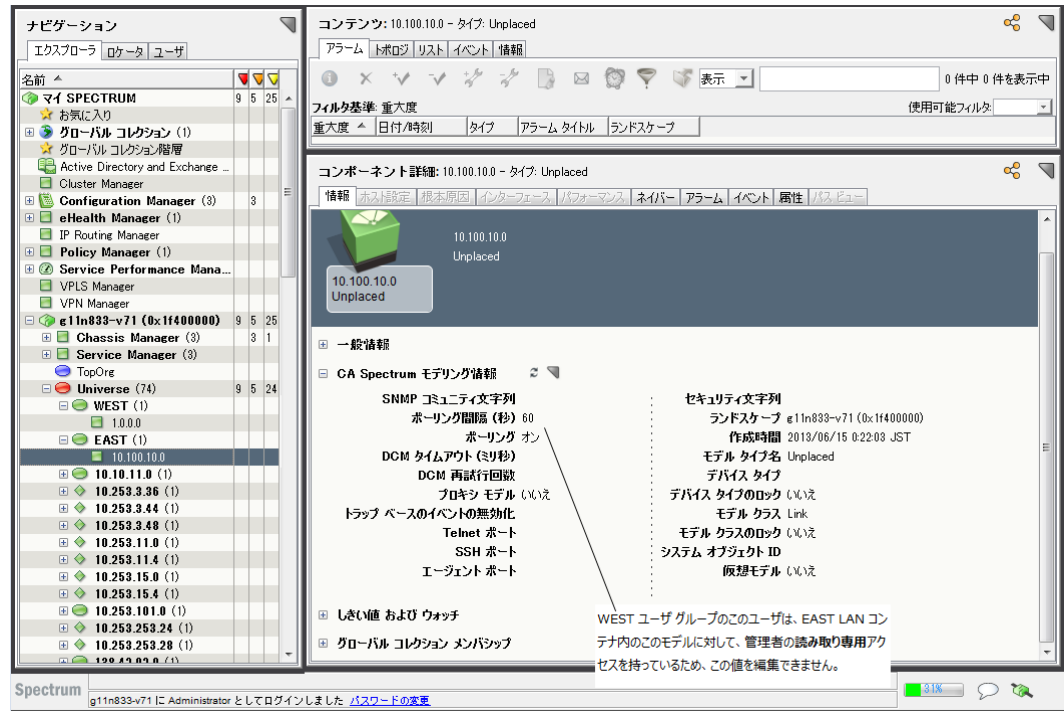 ナビゲーション
エクスプローラ ロケータ ユーザ
名前
マイ SPECTRUM 9 5 25
お気に入り
グローバル コレクション (1)
グローバル コレクション階層
Active Directory and Exchange ...
Cluster Manager
Configuration Manager (3) 3
eHealth Manager (1)
IP Routing Manager
Policy Manager (1)
Service Performance Mana...
VPLS Manager
VPN Manager
g11n833-v71 (0x1f400000) 9 5 25
Chassis Manager (3) 3 1
Service Manager (3)
TopOrg
Universe (74) 9 5 24
WEST (1)
1.0.0.0
EAST (1)
10.100.10.0
10.10.11.0 (1)
10.253.3.36 (1)
10.253.3.44 (1)
10.253.3.48 (1)
10.253.11.0 (1)
10.253.11.4 (1)
10.253.15.0 (1)
10.253.15.4 (1)
10.253.101.0 (1)
10.253.253.24 (1)
10.253.253.28 (1)
コンテンツ: 10.100.10.0 - タイプ: Unplaced
アラーム トポロジ リスト イベント 情報
表示 0 件中 0 件を表示中
フィルタ基準: 重大度 使用可能フィルタ:
重大度 日付/時刻 タイプ アラーム タイトル ランドスケープ
コンポーネント詳細: 10.100.10.0 - タイプ: Unplaced
情報 ホスト設定 根本原因 インターフェース パフォーマンス ネイバー アラーム イベント 属性 パス ビュー
10.100.10.0
Unplaced
10.100.10.0
Unplaced
一般情報
CA Spectrum モデリング情報
SNMP コミュニティ文字列
ポーリング間隔 (秒) 60
ポーリング オン
DCM タイムアウト (ミリ秒)
DCM 再試行回数
プロキシ モデル いいえ
トラップ ベースのイベントの無効化
Telnet ポート
SSH ポート
エージェント ポート
セキュリティ文字列
ランドスケープ g11n833-v71 (0x1f400000)
作成時間 2013/06/15 0:22:03 JST
モデル タイプ名 Unplaced
デバイス タイプ
デバイス タイプのロック いいえ
モデル クラス Link
モデル クラスのロック いいえ
システム オブジェクト ID
仮想モデル いいえ
しきい値 および ウォッチ
グローバル コレクション メンバシップ
WEST ユーザ グループのこのユーザは、EAST LAN コン
テナ内のこのモデルに対して、管理者の読み取り専用アク
セスを持っているため、この値を編集できません。
Spectrum
g11n833-v71 に Administrator としてログインしました パスワードの変更
31%